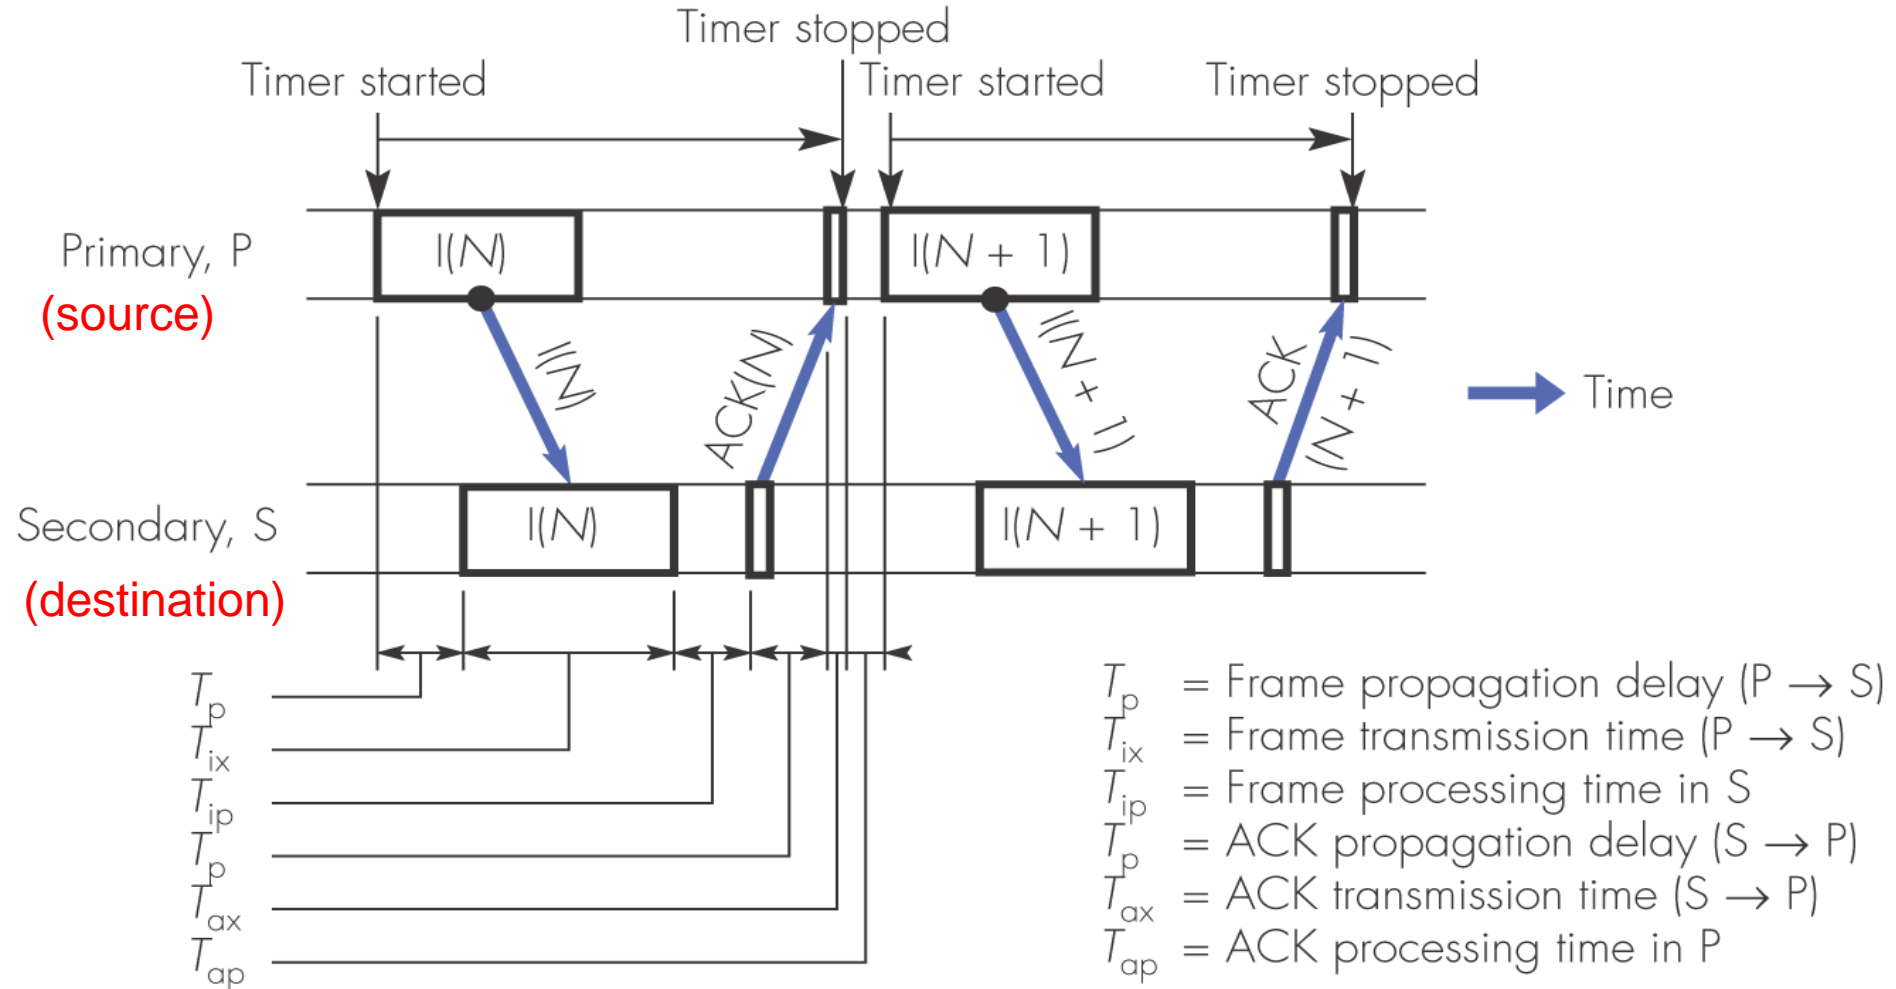 Timer stopped
Timer started
Timer started
Timer stopped
Primary, P
(source)
I(N)
I(N + 1)
I(N)
ACK(N)
I(N + 1)
ACK
(N + 1)
Time
Secondary, S
(destination)
I(N)
I(N + 1)
Tp
Tix
Tip
Tp
Tax
Tap
Tp = Frame propagation delay (P → S)
Tix = Frame transmission time (P → S)
Tip = Frame processing time in S
Tp = ACK propagation delay (S → P)
Tax = ACK transmission time (S → P)
Tap = ACK processing time in P